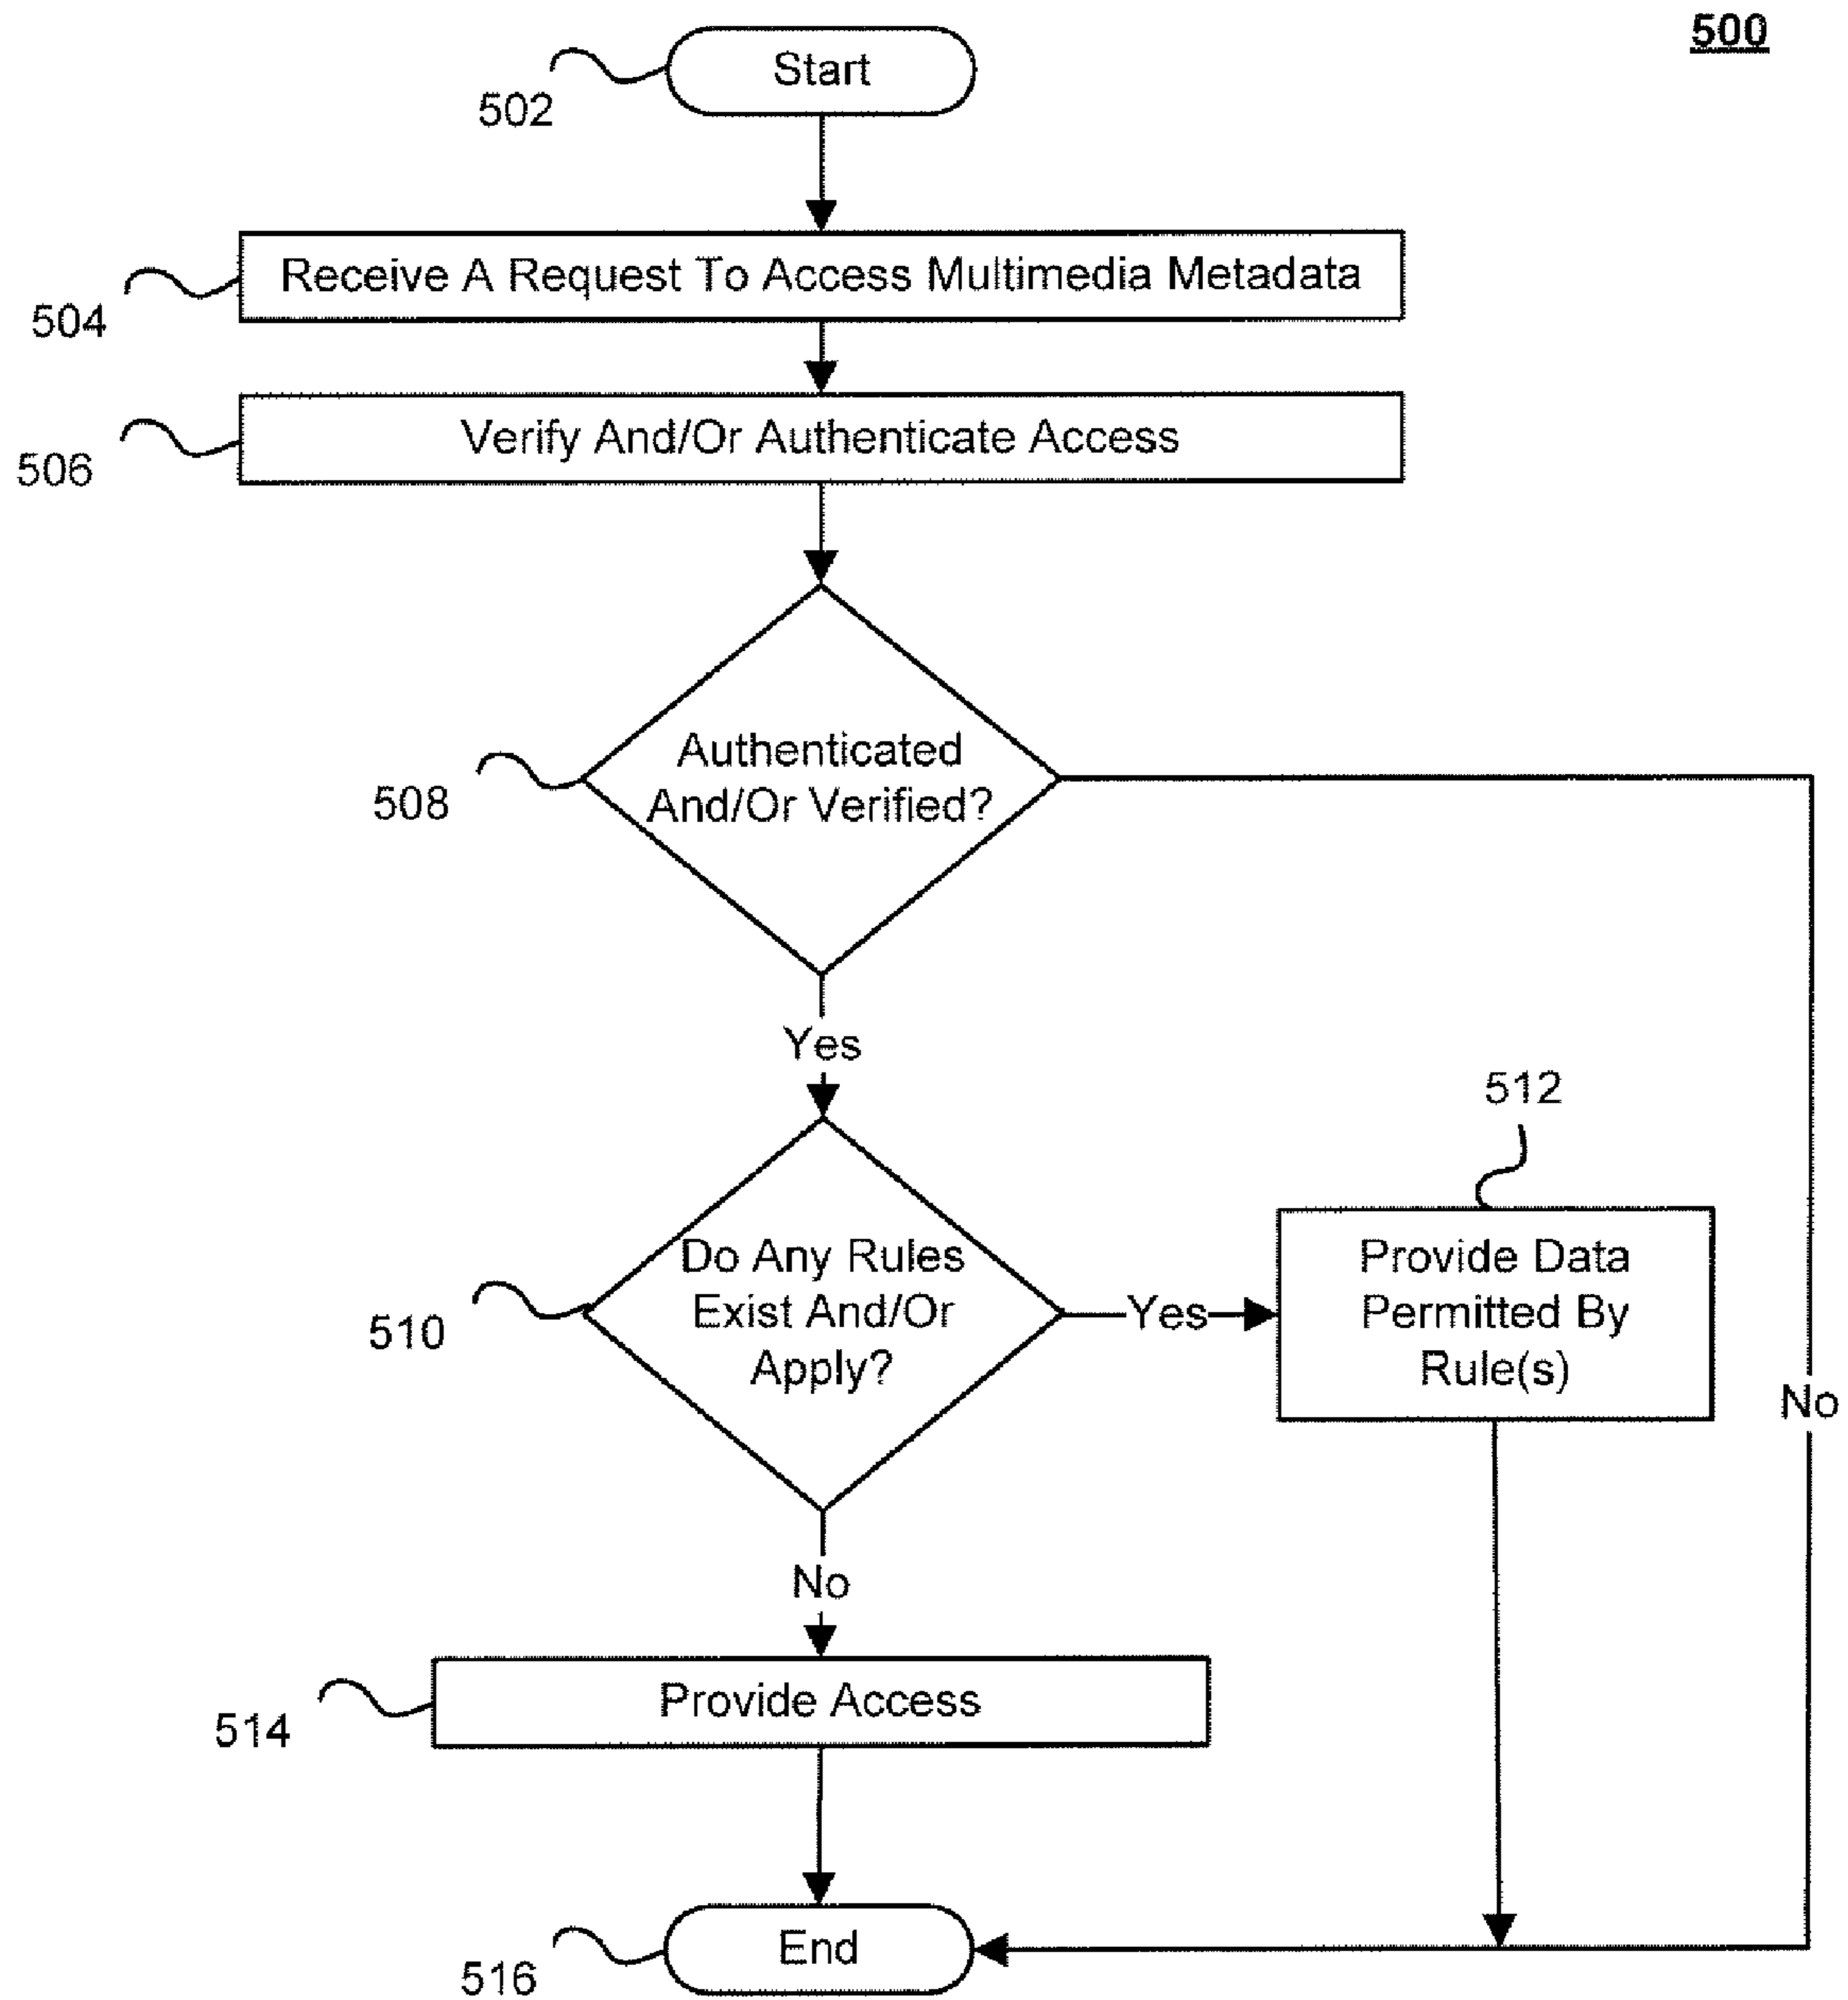 500
Start
502
Receive A Request To Access Multimedia Metadata
504
Verify And/Or Authenticate Access
506
Authenticated
And/Or Verified?
508
Yes
512
Do Any Rules
Exist And/Or
Apply?
510
Yes
Provide Data
Permitted By
Rule(s)
No
No
Provide Access
514
End
516